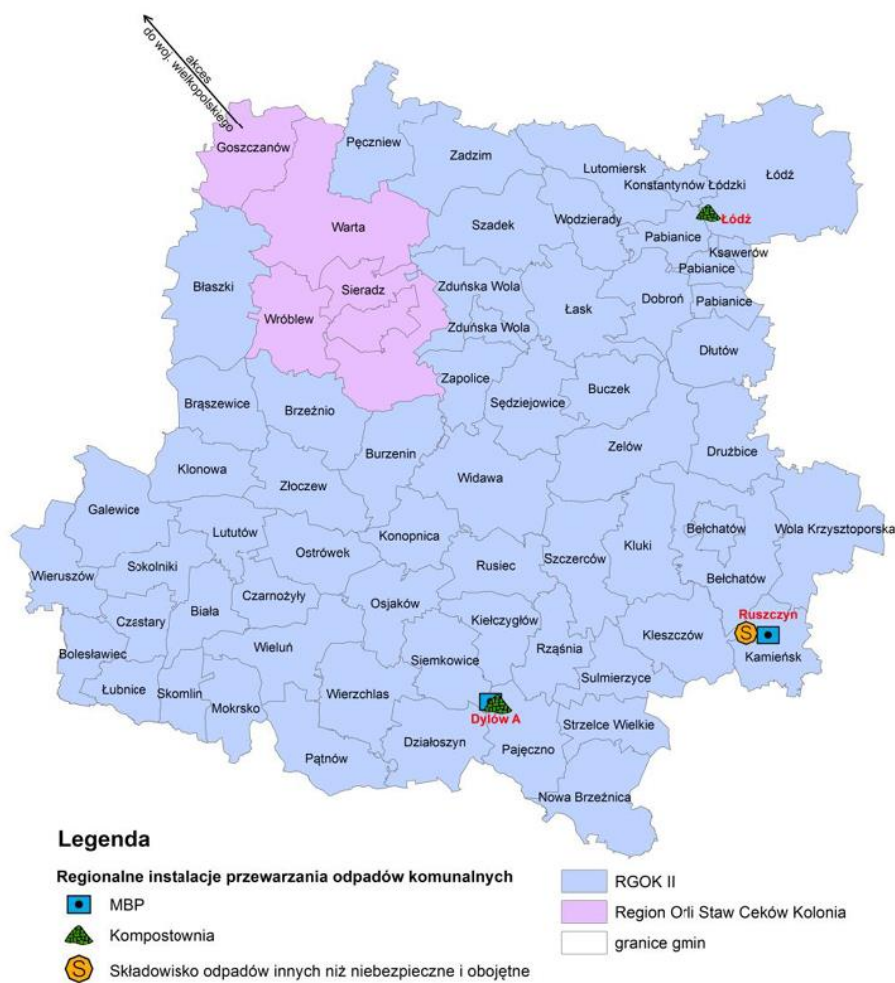 akces
do woj. wielkopolskiego
Goszczanów
Pęczniew
Zadzim
Lutomiersk
Konstantynów Łódzki
Łódź
Warta
Szadek
Wodzierady
Łódź
Pabianice
Ksawerów
Błaszki
Sieradz
Zduńska Wola
Pabianice
Dobroń
Wróblew
Łask
Pabianice
Zduńska Wola
Dłutów
Zapolice
Buczek
Brąszewice
Brzeźnio
Sędziejowice
Zelów
Drużbice
Burzenin
Klonowa
Widawa
Złoczew
Galewice
Lututów
Konopnica
Bełchatów
Wola Krzysztoporska
Ostrówek
Kluki
Sokolniki
Rusiec
Szczerców
Wieruszów
Bełchatów
Czarnożyły
Osjaków
Biała
Czastary
Kiełczygłów
Ruszczyn
Kleszczów
Wieluń
Rząśnia
Bolesławiec
Siemkowice
Kamieńsk
Sulmierzyce
Łubnice
Skomlin
Wierzchlas
Mokrsko
Dylów A
Strzelce Wielkie
Działoszyn
Pajęczno
Pątnów
Nowa Brzeźnica
Legenda
Regionalne instalacje przewarzania odpadów komunalnych
MBP
Kompostownia
S Składowisko odpadów innych niż niebezpieczne i obojętne
RGOK II
Region Orli Staw Ceków Kolonia
granice gmin
S